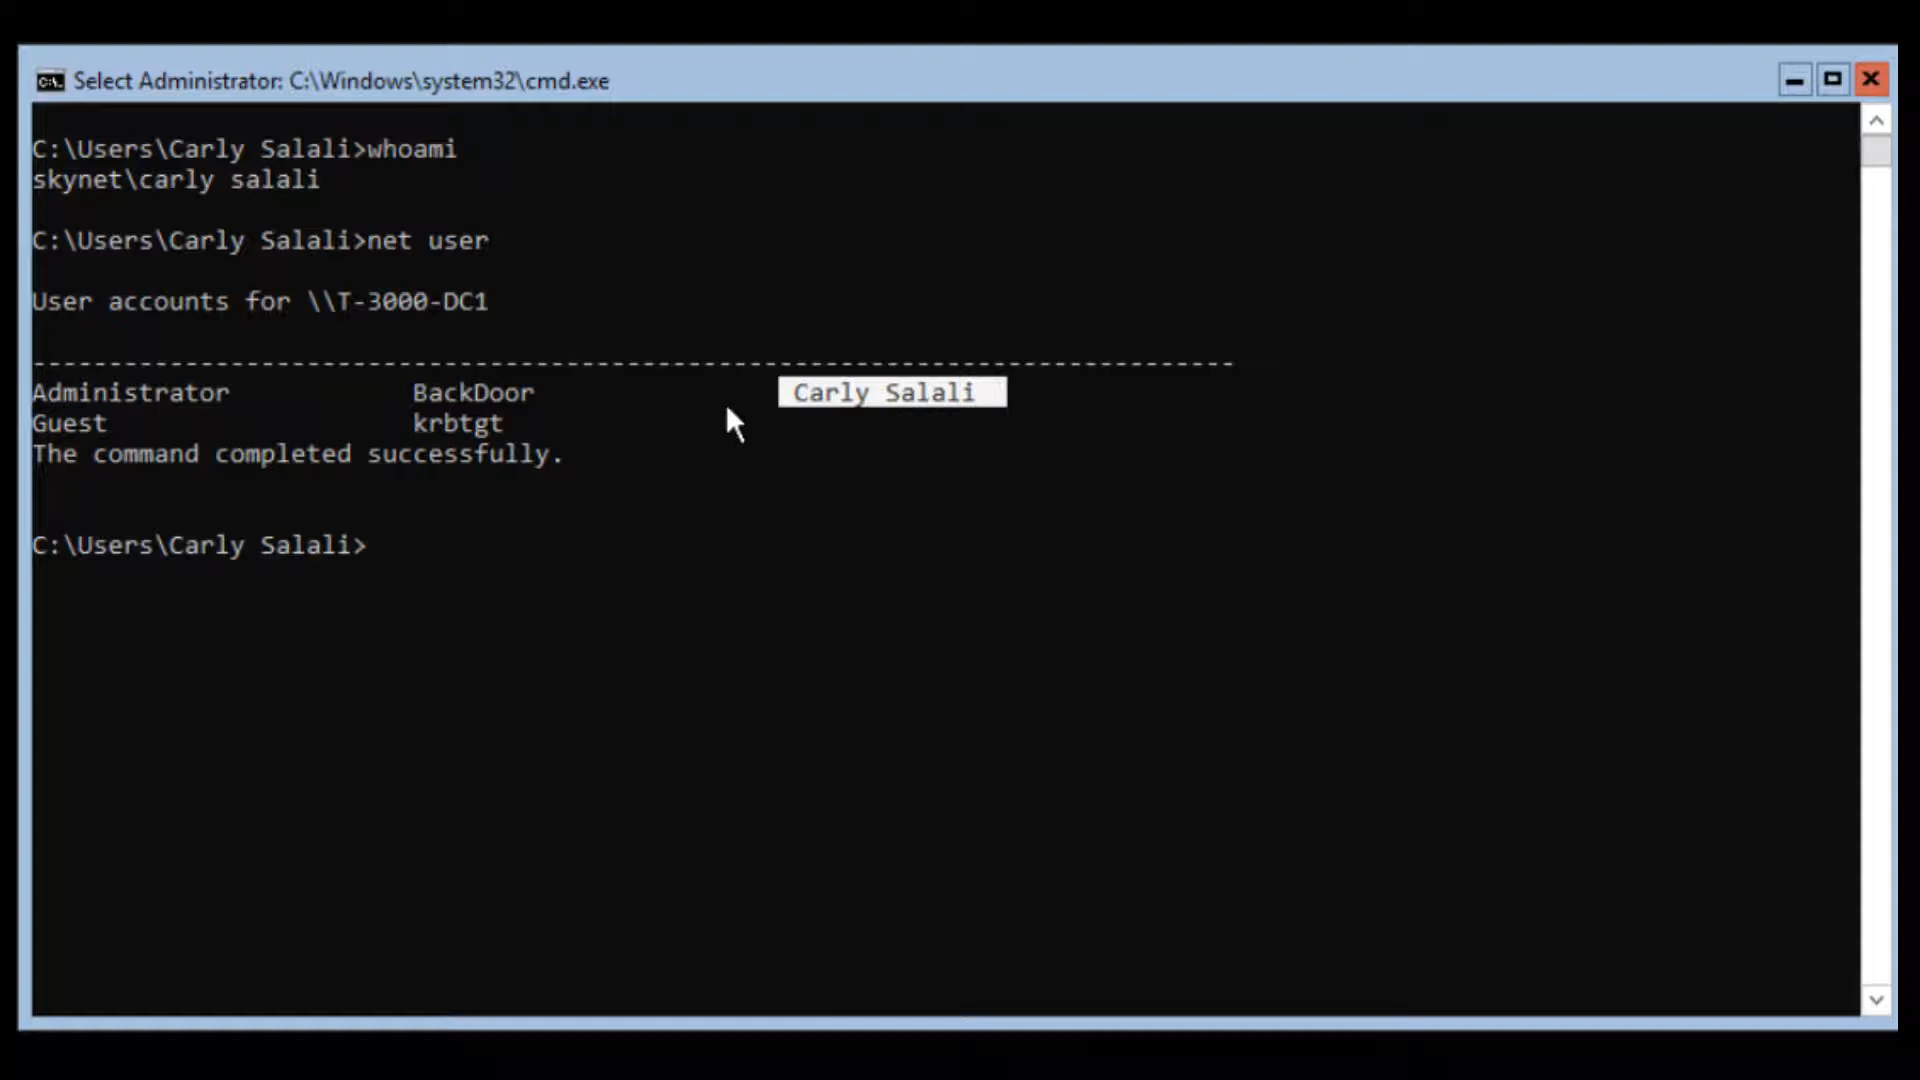 Select Administrator: C:\Windows\system32\cmd.exe
C:\Users\Carly Salali>whoami
skynet\carly salali
C:\Users\Carly Salali>net user
User accounts for \\T-3000-DC1
-------------------------------------------------------------------------------
Administrator            BackDoor                 Carly Salali
Guest                    krbtgt
The command completed successfully.
C:\Users\Carly Salali>